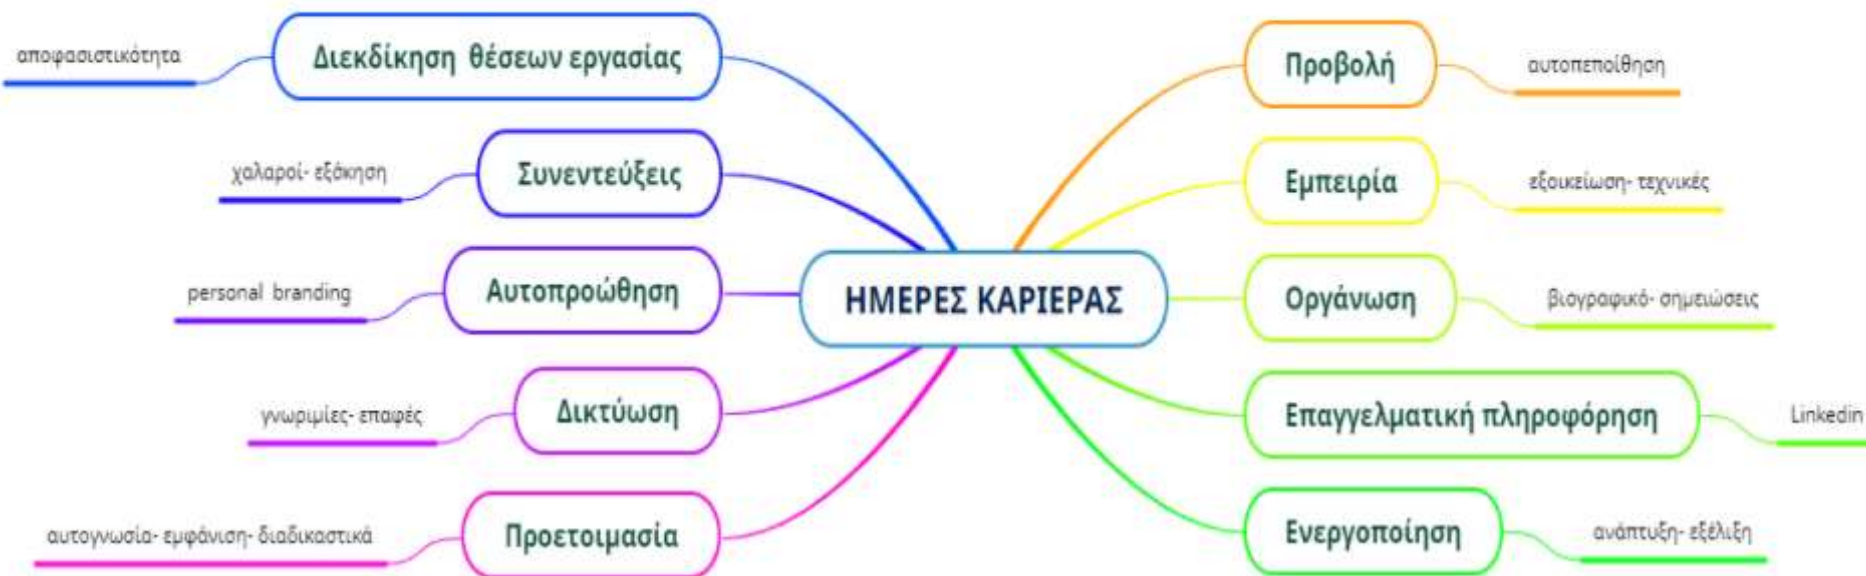 αποφασιστικότητα
Διεκδίκηση θέσεων εργασίας
χαλαροί- εξάκηση
Συνεντεύξεις
personal branding
Αυτοπροώθηση
γνωριμίες- επαφές
Δικτύωση
αυτογνωσία- εμφάνιση- διαδικαστικά
Προετοιμασία
ΗΜΕΡΕΣ ΚΑΡΙΕΡΑΣ
Προβολή
αυτοπεποίθηση
Εμπειρία
εξοικείωση- τεχνικές
Οργάνωση
βιογραφικό- σημειώσεις
Επαγγελματική πληροφόρηση
Linkedin
Ενεργοποίηση
ανάπτυξη- εξέλιξη